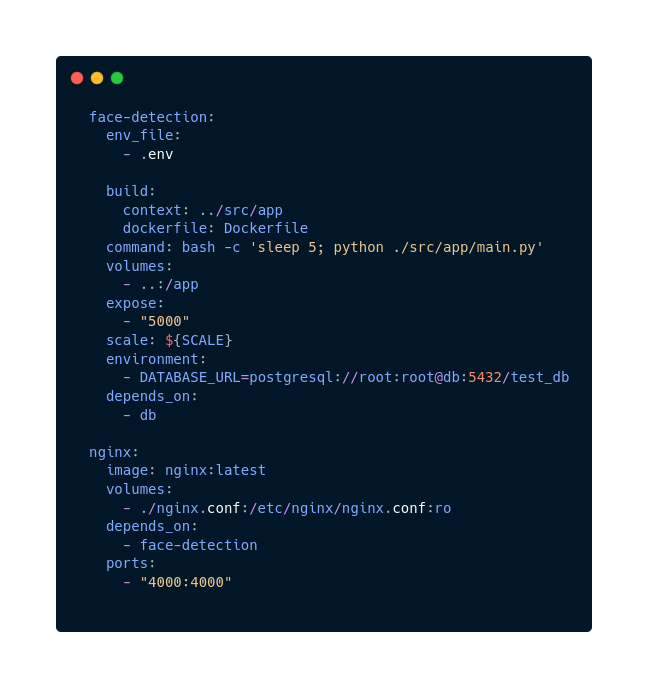 face-detection:
  env_file:
    - .env

  build:
    context: ../src/app
    dockerfile: Dockerfile
  command: bash -c 'sleep 5; python ./src/app/main.py'
  volumes:
    - ..:/app
  expose:
    - "5000"
  scale: ${SCALE}
  environment:
    - DATABASE_URL=postgresql://root:root@db:5432/test_db
  depends_on:
    - db

nginx:
  image: nginx:latest
  volumes:
    - ./nginx.conf:/etc/nginx/nginx.conf:ro
  depends_on:
    - face-detection
  ports:
    - "4000:4000"